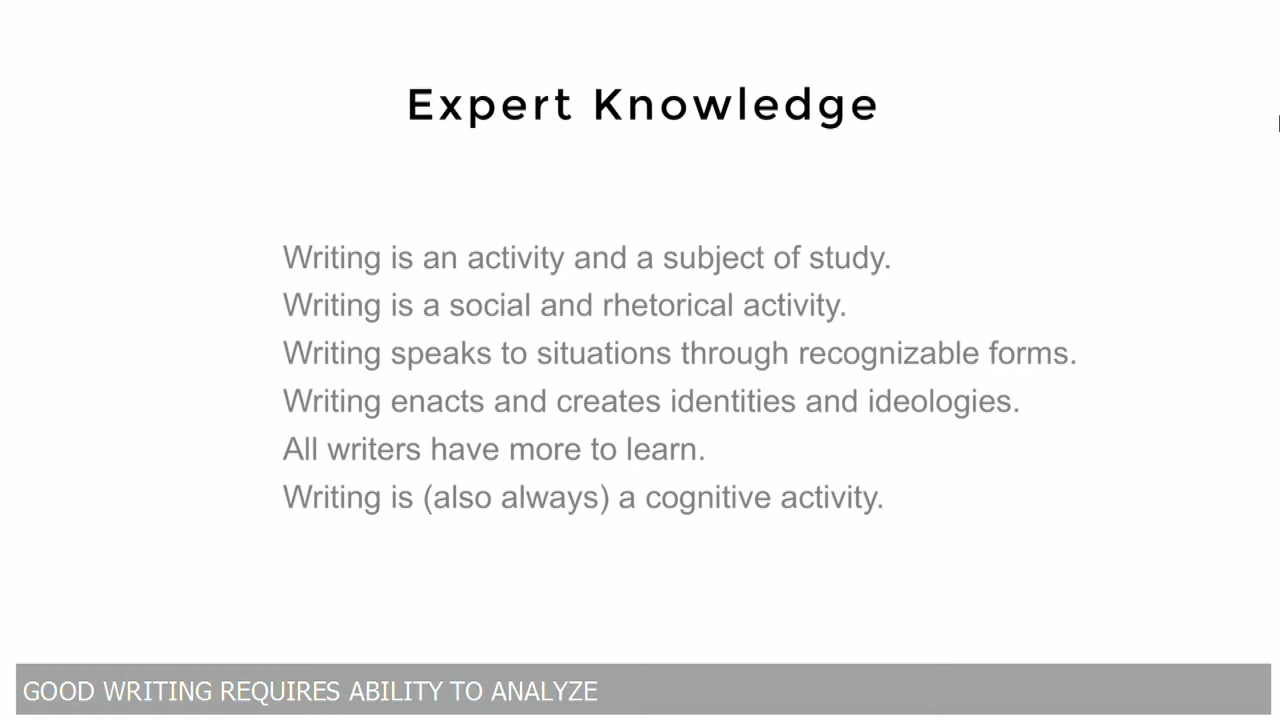 Expert Knowledge
Writing is an activity and a subject of study.
Writing is a social and rhetorical activity.
Writing speaks to situations through recognizable forms.
Writing enacts and creates identities and ideologies.
All writers have more to learn.
Writing is (also always) a cognitive activity.
GOOD WRITING REQUIRES ABILITY TO ANALYZE